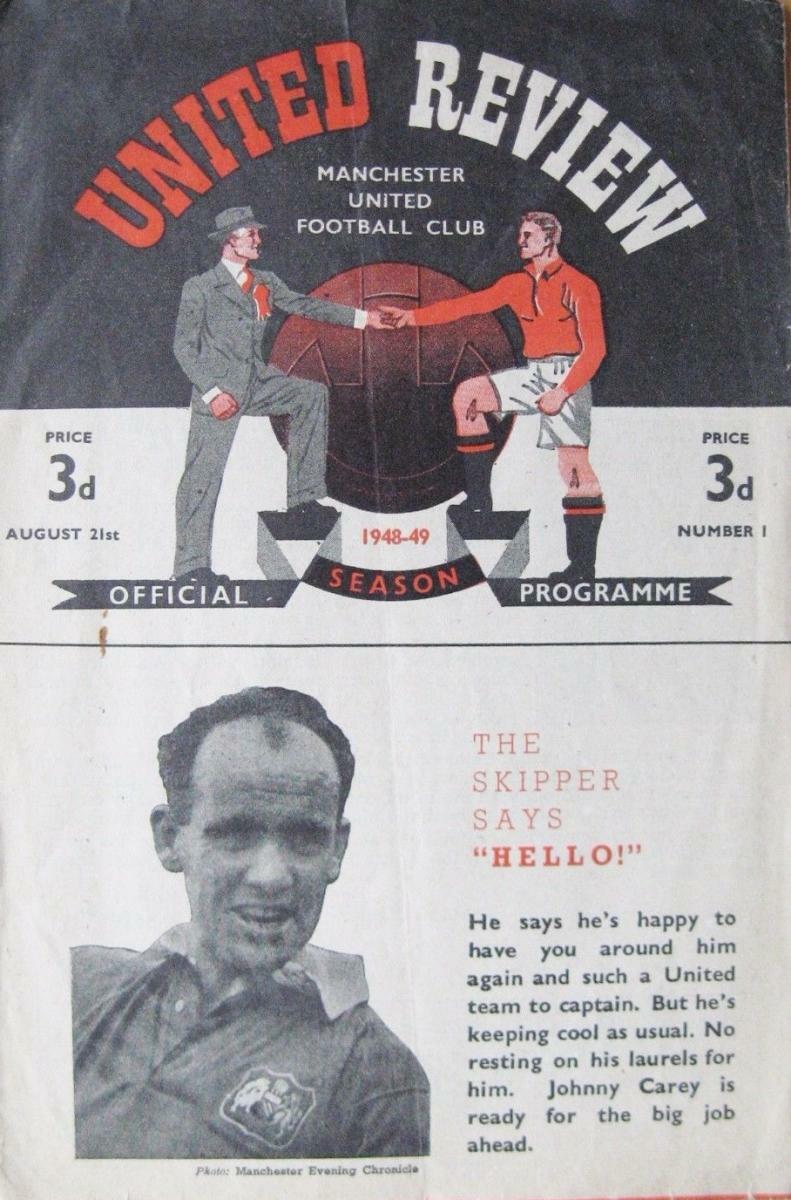 UNITED REVIEW
MANCHESTER
UNITED
FOOTBALL CLUB
PRICE
3d
AUGUST 21st
PRICE
3d
NUMBER 1
1948-49
SEASON
OFFICIAL
PROGRAMME
THE
SKIPPER
SAYS
“HELLO!”
He says he's happy to
have you around him
again and such a United
team to captain. But he's
keeping cool as usual. No
resting on his laurels for
him. Johnny Carey is
ready for the big job
ahead.
Photo: Manchester Evening Chronicle